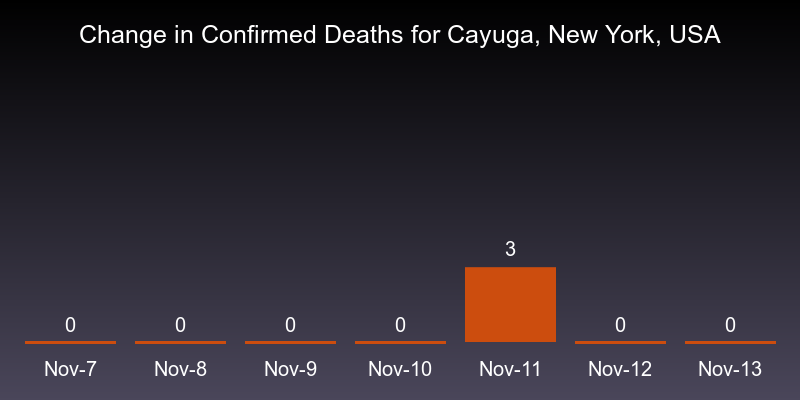 Change in Confirmed Deaths for Cayuga, New York, USA
3
0 0 0 0 0 0
Nov-7 Nov-8 Nov-9 Nov-10 Nov-11 Nov-12 Nov-13